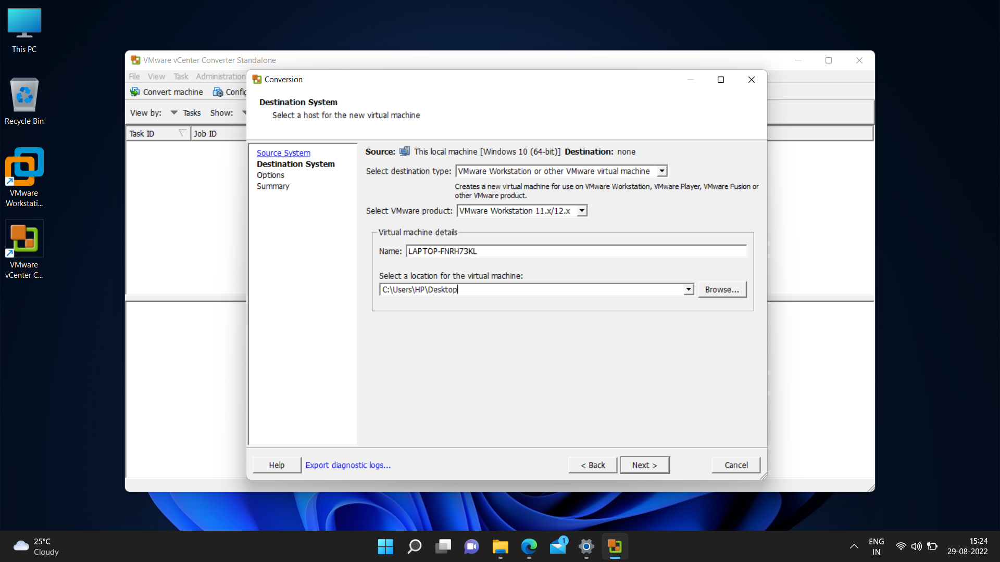 This PC
Recycle Bin
VMware
Workstati...
VMware
vCenter C...
VMware vCenter Converter Standalone
File View Task Administration
Convert machine
View by: Tasks Show:
Task ID Job ID
Conversion
Destination System
Select a host for the new virtual machine
Source System
Destination System
Options
Summary
Source: This local machine [Windows 10 (64-bit)] Destination: none
Select destination type: VMware Workstation or other VMware virtual machine
Creates a new virtual machine for use on VMware Workstation, VMware Player, VMware Fusion or
other VMware product.
Select VMware product: VMware Workstation 11.x/12.x
Virtual machine details
Name: LAPTOP-FNRH73KL
Select a location for the virtual machine:
C:\Users\HP\Desktop Browse...
Help Export diagnostic logs... < Back Next > Cancel
25°C
Cloudy
1
ENG
IN
15:24
29-08-2022